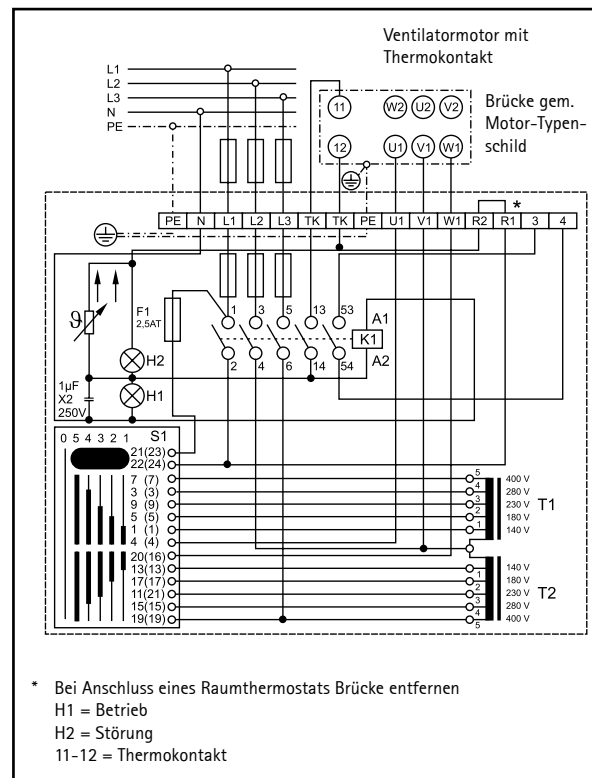 Ventilatormotor mit
Thermokontakt
L1
L2
L3
N
PE
11 W2 U2 V2
12 U1 V1 W1
Brücke gem.
Motor-Typen-
schild
*
PE N L1 L2 L3 TK TK PE U1 V1 W1 R2 R1 3 4
F1
2,5AT
1 3 5 13 53
A1
K1
A2
2 4 6 14 54
ϑ
H2
H1
1µF
X2
250V
0 5 4 3 2 1 S1
21(23)
22(24)
7 (7)
3 (3)
9 (9)
5 (5)
1 (1)
4 (4)
20(16)
13(13)
17(17)
11(21)
15(15)
19(19)
5 400 V
4 280 V
3 230 V
2 180 V
1 140 V
T1
140 V
1 180 V
2 230 V
3 280 V
4 400 V
5
T2
* Bei Anschluss eines Raumthermostats Brücke entfernen
H1 = Betrieb
H2 = Störung
11-12 = Thermokontakt